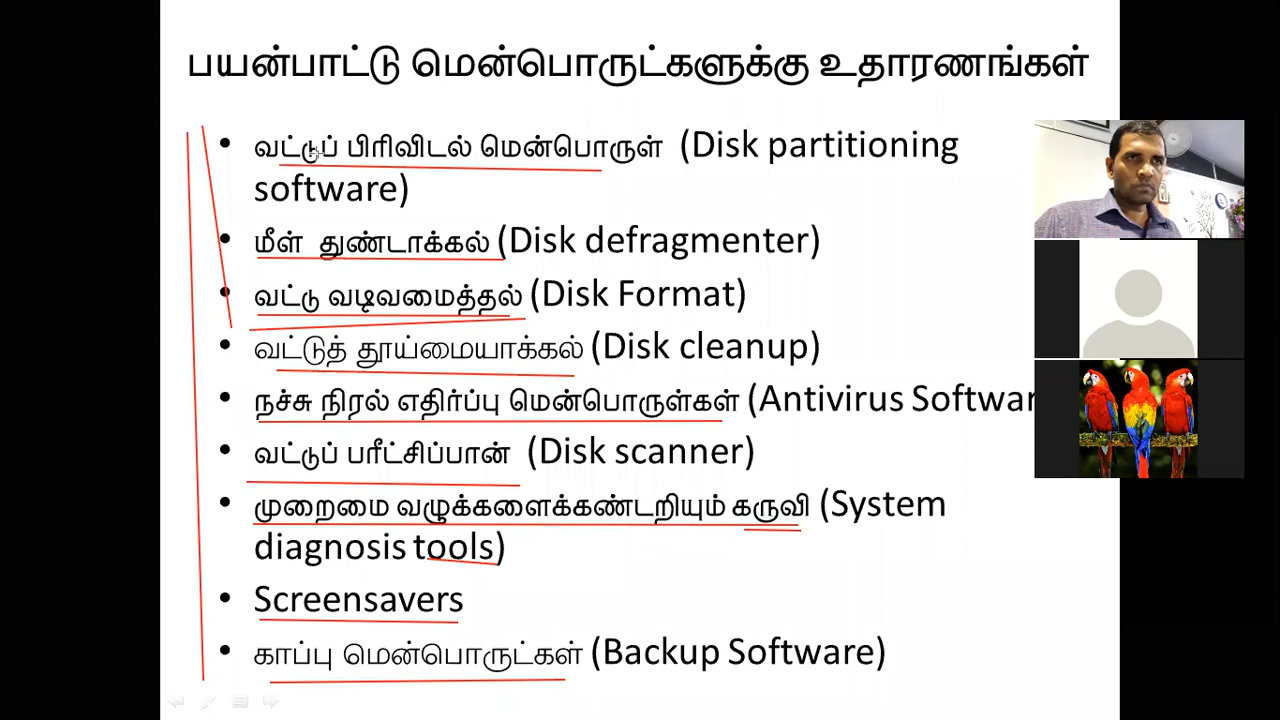 பயன்பாட்டு மென்பொருட்களுக்கு உதாரணங்கள்
• வட்டுப் பிரிவிடல் மென்பொருள் (Disk partitioning
software)
• மீள் துண்டாக்கல் (Disk defragmenter)
• வட்டு வடிவமைத்தல் (Disk Format)
• வட்டுத் தூய்மையாக்கல் (Disk cleanup)
• நச்சு நிரல் எதிர்ப்பு மென்பொருள்கள் (Antivirus Softwar
• வட்டுப் பரீட்சிப்பான் (Disk scanner)
• முறைமை வழுக்களைக்கண்டறியும் கருவி (System
diagnosis tools)
• Screensavers
• காப்பு மென்பொருட்கள் (Backup Software)